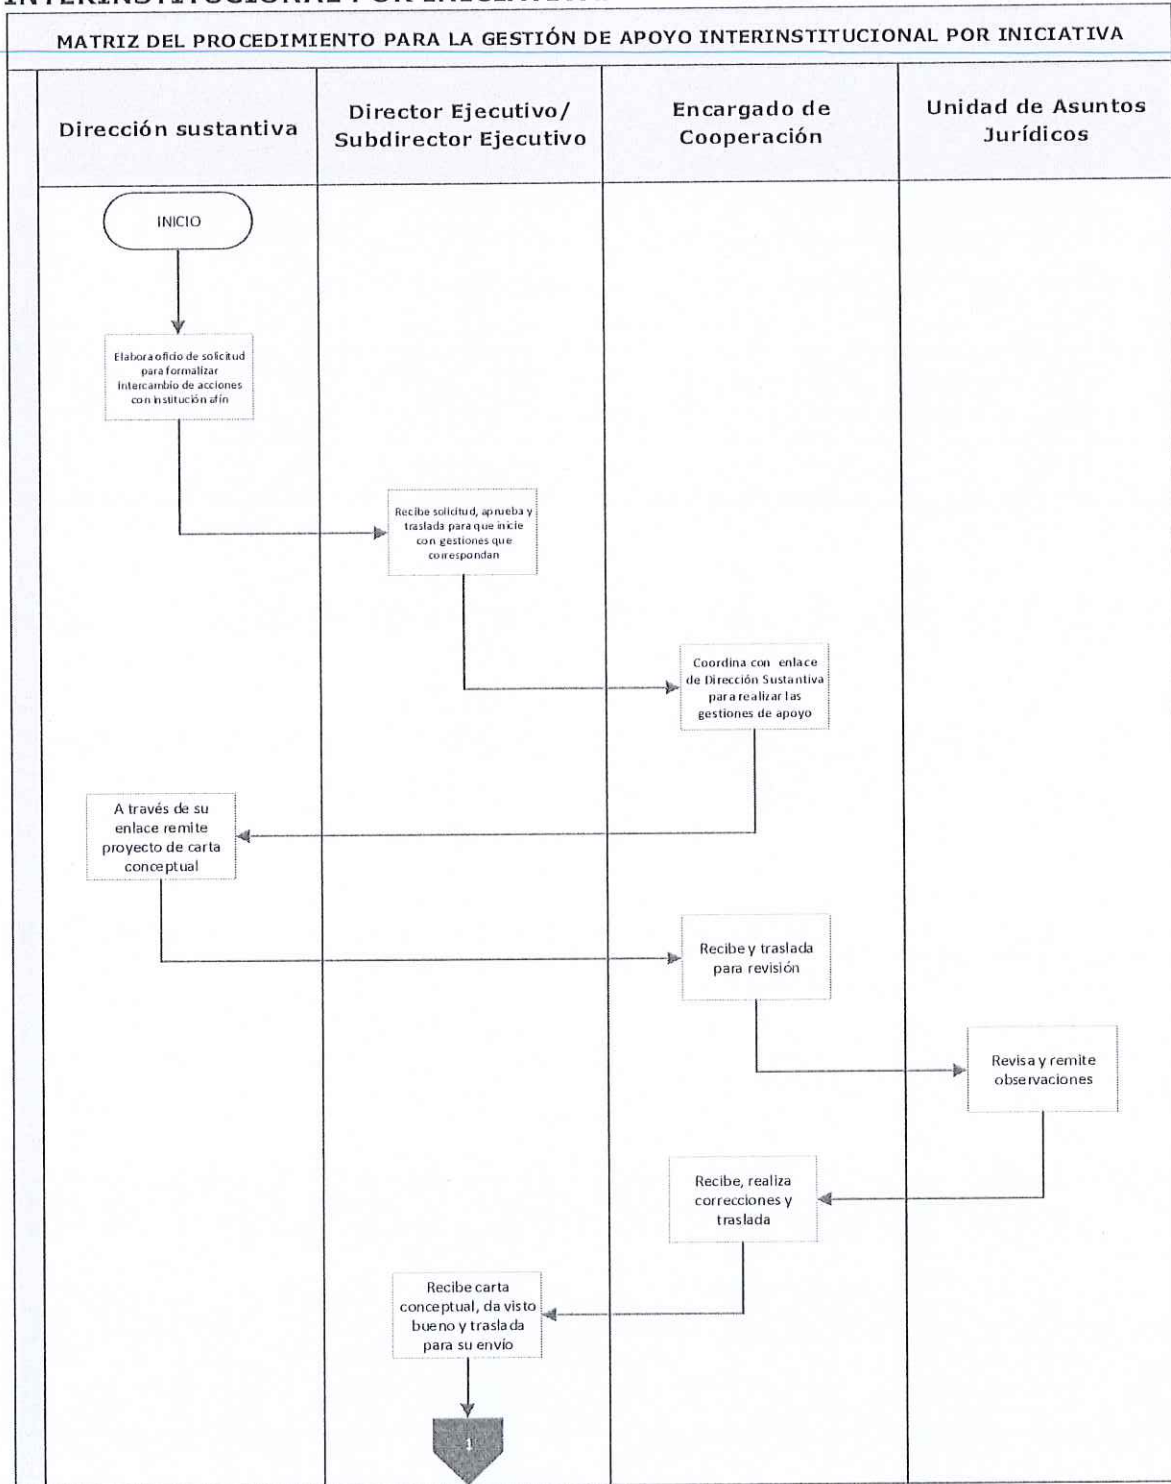 MATRIZ DEL PROCEDIMIENTO PARA LA GESTIÓN DE APOYO INTERINSTITUCIONAL POR INICIATIVA
Dirección sustantiva
Director Ejecutivo/
Subdirector Ejecutivo
Encargado de
Cooperación
Unidad de Asuntos
Jurídicos
INICIO
Elabora oficio de solicitud
para formalizar
intercambio de acciones
con institución afín
Recibe solicitud, aprueba y
traslada para que inicie
con gestiones que
correspondan
Coordina con enlace
de Dirección Sustantiva
para realizar las
gestiones de apoyo
A través de su
enlace remite
proyecto de carta
conceptual
Recibe y traslada
para revisión
Revisa y remite
observaciones
Recibe, realiza
correcciones y
traslada
Recibe carta
conceptual, da visto
bueno y traslada
para su envío
1